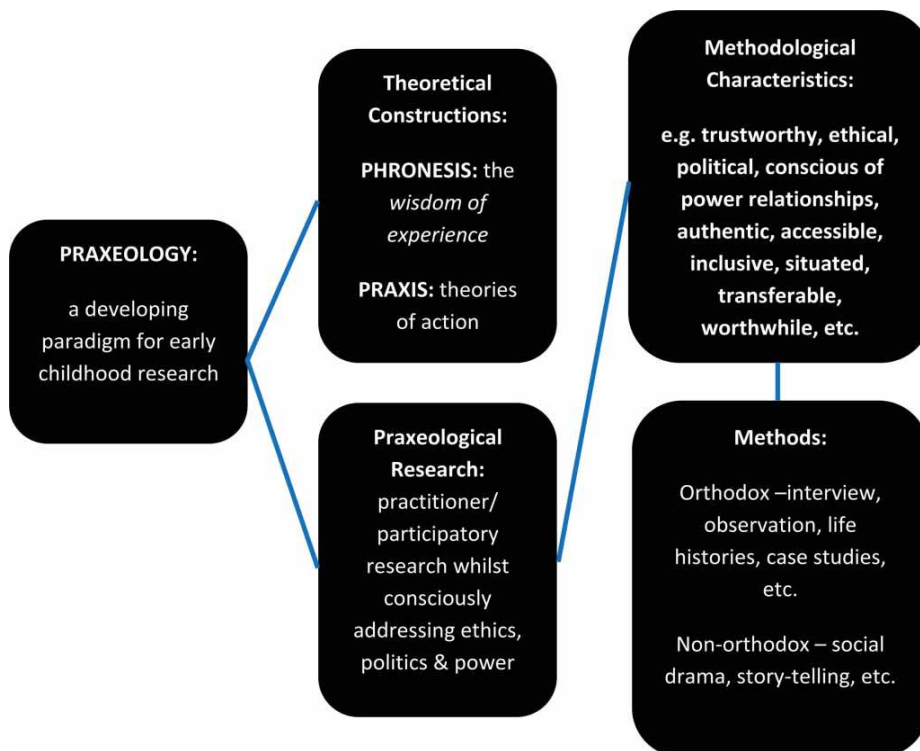 PRAXEOLOGY:
a developing
paradigm for early
childhood research
Theoretical
Constructions:
PHRONESIS: the
wisdom of
experience
PRAXIS: theories
of action
Praxeological
Research:
practitioner/
participatory
research whilst
consciously
addressing ethics,
politics & power
Methodological
Characteristics:
e.g. trustworthy, ethical,
political, conscious of
power relationships,
authentic, accessible,
inclusive, situated,
transferable,
worthwhile, etc.
Methods:
Orthodox –interview,
observation, life
histories, case studies,
etc.
Non-orthodox – social
drama, story-telling, etc.